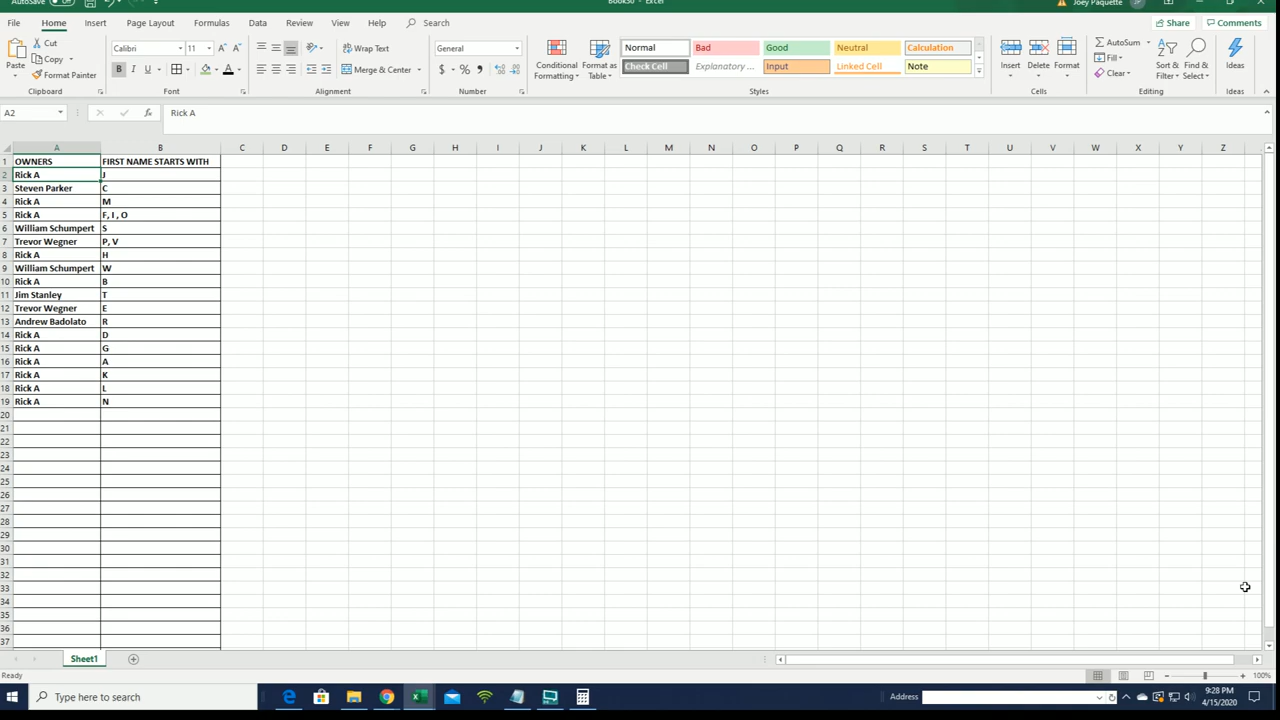 AutoSave Off Book30 - Excel Joey Paquette JP
File Home Insert Page Layout Formulas Data Review View Help Search Share Comments
Paste Cut Copy Format Painter Clipboard
Calibri 11 B I U Font
Wrap Text Merge & Center Alignment
General $ % , Number
Conditional Formatting Format as Table
Normal Bad Good Neutral Calculation
Check Cell Explanatory ... Input Linked Cell Note
Styles
Insert Delete Format Cells
AutoSum Fill Clear Sort & Filter Find & Select Editing
Ideas Ideas
A2 fx Rick A
A B C D E F G H I J K L M N O P Q R S T U V W X Y Z
1 OWNERS FIRST NAME STARTS WITH
2 Rick A J
3 Steven Parker C
4 Rick A M
5 Rick A F, I , O
6 William Schumpert S
7 Trevor Wegner P, V
8 Rick A H
9 William Schumpert W
10 Rick A B
11 Jim Stanley T
12 Trevor Wegner E
13 Andrew Badolato R
14 Rick A D
15 Rick A G
16 Rick A A
17 Rick A K
18 Rick A L
19 Rick A N
20
21
22
23
24
25
26
27
28
29
30
31
32
33
34
35
36
37
Sheet1
Ready 100%
Type here to search Address 9:28 PM
4/15/2020